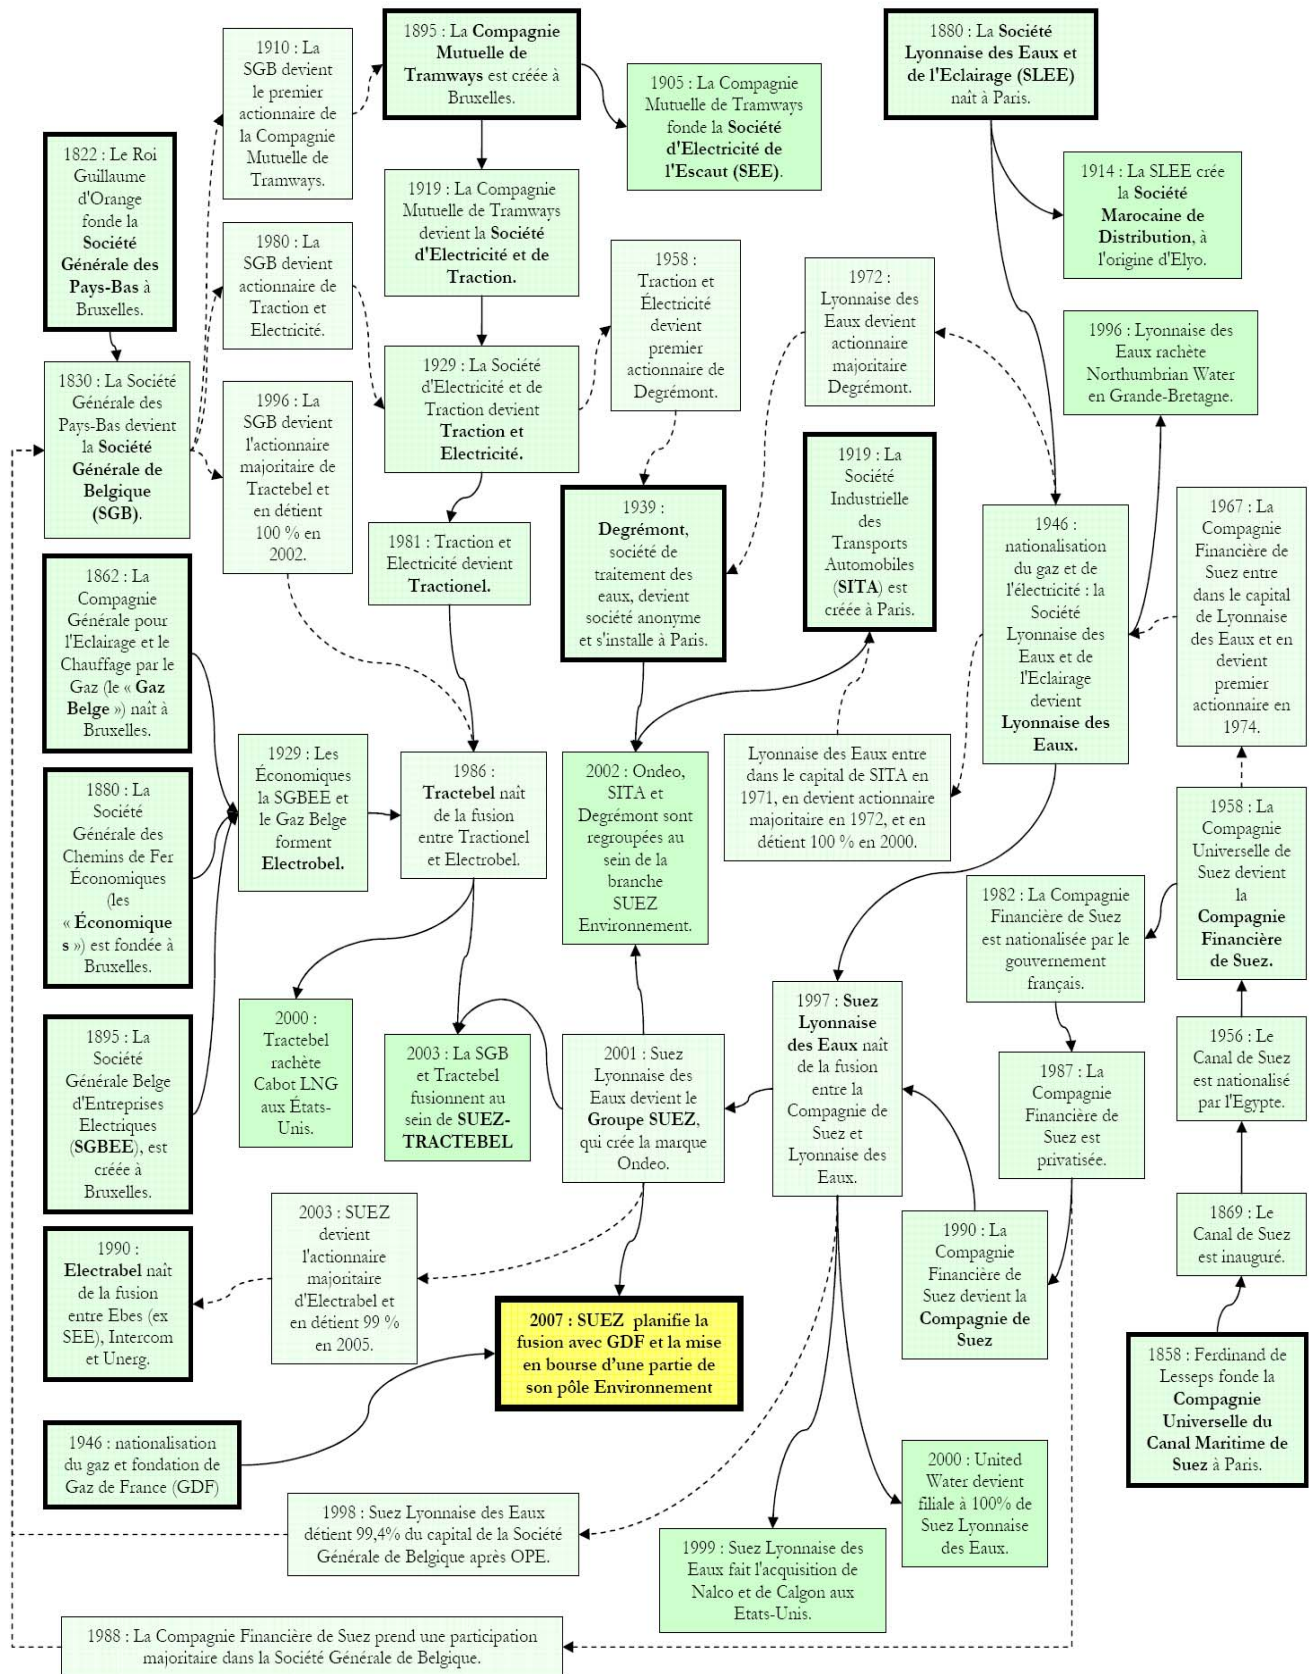 1910 : La
SGB devient
le premier
actionnaire de
la Compagnie
Mutuelle de
Tramways.
1895 : La Compagnie
Mutuelle de
Tramways est créée à
Bruxelles.
1880 : La Société
Lyonnaise des Eaux et
de l'Eclairage (SLEE)
naît à Paris.
1905 : La Compagnie
Mutuelle de Tramways
fonde la Société
d'Electricité de
l'Escaut (SEE).
1822 : Le Roi
Guillaume
d'Orange
fonde la
Société
Générale des
Pays-Bas à
Bruxelles.
1914 : La SLEE crée
la Société
Marocaine de
Distribution, à
l'origine d'Elyo.
1919 : La Compagnie
Mutuelle de Tramways
devient la Société
d'Electricité et de
Traction.
1980 : La
SGB devient
actionnaire de
Traction et
Electricité.
1958 :
Traction et
Électricité
devient
premier
actionnaire de
Degrémont.
1972 :
Lyonnaise des
Eaux devient
actionnaire
majoritaire
Degrémont.
1996 : Lyonnaise des
Eaux rachète
Northumbrian Water
en Grande-Bretagne.
1830 : La Société
Générale des
Pays-Bas devient
la Société
Générale de
Belgique
(SGB).
1929 : La Société
d'Electricité et de
Traction devient
Traction et
Electricité.
1996 : La
SGB devient
l'actionnaire
majoritaire de
Tractebel et en
détient
100 % en
2002.
1919 : La
Société
Industrielle
des
Transports
Automobiles
(SITA) est
créée à Paris.
1939 :
Degrémont,
société de
traitement des
eaux, devient
société anonyme
et s'installe à Paris.
1967 : La
Compagnie
Financière de
Suez entre
dans le capital
de Lyonnaise
des Eaux et en
devient
premier
actionnaire en
1974.
1946 :
nationalisation
du gaz et de
l'électricité : la
Société
Lyonnaise des
Eaux et de
l'Eclairage
devient
Lyonnaise des
Eaux.
1981 : Traction et
Electricité devient
Tractionel.
1862 : La
Compagnie
Générale pour
l'Eclairage et le
Chauffage par le
Gaz (le « Gaz
Belge ») naît à
Bruxelles.
1929 : Les
Économiques
la SGBEE et
le Gaz Belge
forment
Electrobel.
1986 :
Tractebel naît
de la fusion
entre Tractionel
et Electrobel.
2002 : Ondeo,
SITA et
Degrémont sont
regroupées au
sein de la
branche
SUEZ
Environnement.
Lyonnaise des Eaux entre
dans le capital de SITA en
1971, en devient actionnaire
majoritaire en 1972, et en
détient 100 % en 2000.
1880 : La
Société
Générale des
Chemins de Fer
Économiques
(les
« Économique
s ») est fondée à
Bruxelles.
1958 : La
Compagnie
Universelle de
Suez devient
la
Compagnie
Financière
de Suez.
1982 : La Compagnie
Financière de Suez
est nationalisée par le
gouvernement
français.
1895 : La
Société
Générale Belge
d'Entreprises
Electriques
(SGBEE), est
créée à
Bruxelles.
2000 :
Tractebel
rachète
Cabot LNG
aux États-
Unis.
2003 : La SGB
et Tractebel
fusionnent au
sein de SUEZ-
TRACTEBEL
2001 : Suez
Lyonnaise des
Eaux devient le
Groupe SUEZ,
qui crée la marque
Ondeo.
1997 : Suez
Lyonnaise
des Eaux naît
de la fusion
entre la
Compagnie de
Suez et
Lyonnaise des
Eaux.
1956 : Le
Canal de Suez
est nationalisé
par l'Egypte.
1987 : La
Compagnie
Financière de
Suez est
privatisée.
1869 : Le
Canal de Suez
est inauguré.
1990 :
Electrabel naît
de la fusion
entre Ebes (ex
SEE), Intercom
et Unerg.
2003 : SUEZ
devient
l'actionnaire
majoritaire
d'Electrabel et
en détient 99 %
en 2005.
1990 : La
Compagnie
Financière de
Suez devient la
Compagnie de
Suez
2007 : SUEZ planifie la
fusion avec GDF et la mise
en bourse d'une partie de
son pôle Environnement
1858 : Ferdinand de
Lesseps fonde la
Compagnie
Universelle du
Canal Maritime de
Suez à Paris.
1946 : nationalisation
du gaz et fondation de
Gaz de France (GDF)
2000 : United
Water devient
filiale à 100% de
Suez Lyonnaise
des Eaux.
1998 : Suez Lyonnaise des Eaux
détient 99,4% du capital de la Société
Générale de Belgique après OPE.
1999 : Suez Lyonnaise des
Eaux fait l'acquisition de
Nalco et de Calgon aux
Etats-Unis.
1988 : La Compagnie Financière de Suez prend une participation
majoritaire dans la Société Générale de Belgique.